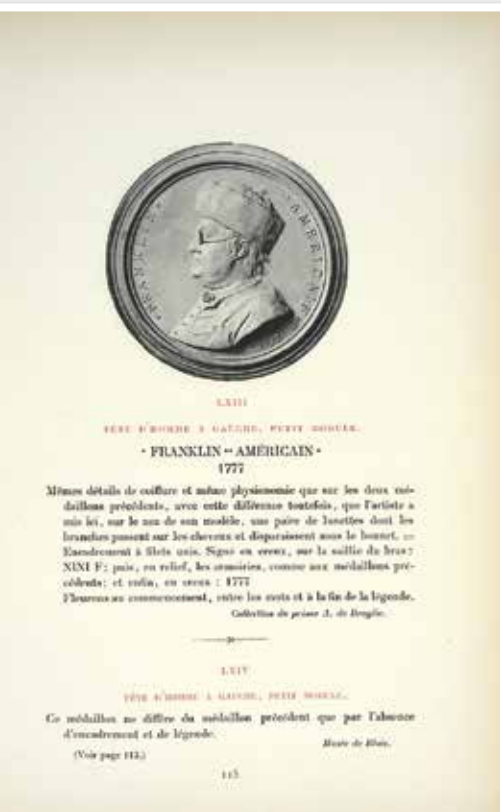 FRANKLIN AMERICAIN
LXIII
TÊTE D'HOMME A GAUCHE, PETIT MODULE.
• FRANKLIN •• AMÉRICAIN •
1777
Mêmes détails de coiffure et même physionomie que sur les deux mé-
daillons précédents, avec cette différence toutefois, que l'artiste a
mis ici, sur le nez de son modèle, une paire de lunettes dont les
branches passent sur les cheveux et disparaissent sous le bonnet. =
Encadrement à filets unis. Signé en creux, sur la saillie du bras:
NINI F; puis, en relief, les armoiries, comme aux médaillons pré-
cédents; et enfin, en creux : 1777
Fleurons au commencement, entre les mots et à la fin de la légende.
Collection du prince A. de Broglie.
LXIV
TÊTE D'HOMME A GAUCHE, PETIT MODULE.
Ce médaillon ne diffère du médaillon précédent que par l'absence
d'encadrement et de légende.
Musée de Blois.
(Voir page 113.)
115